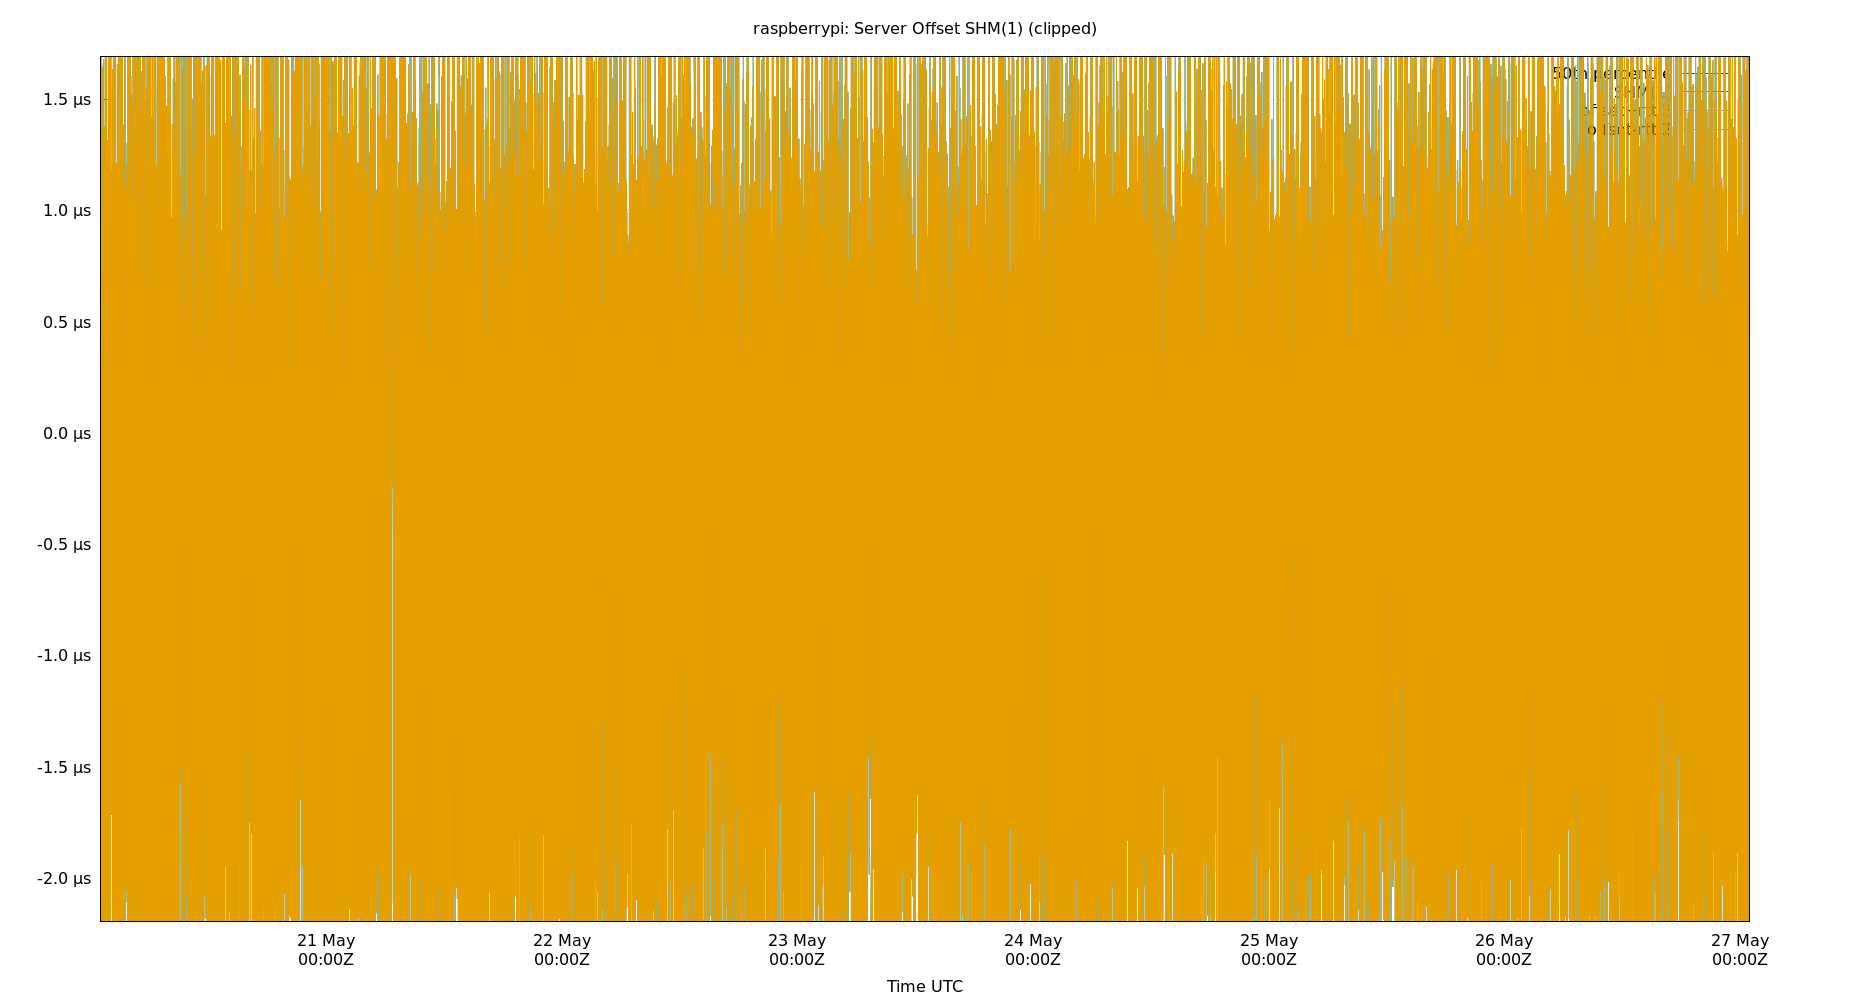 raspberrypi: Server Offset SHM(1) (clipped)
50th percentile
1.5 µs
1.0 µs
0.5 µs
0.0 µs
-0.5 µs
-1.0 µs
-1.5 µs
-2.0 µs
21 May 22 May 23 May 24 May 25 May 26 May 27 May
00:00Z 00:00Z 00:00Z 00:00Z 00:00Z 00:00Z 00:00Z
Time UTC